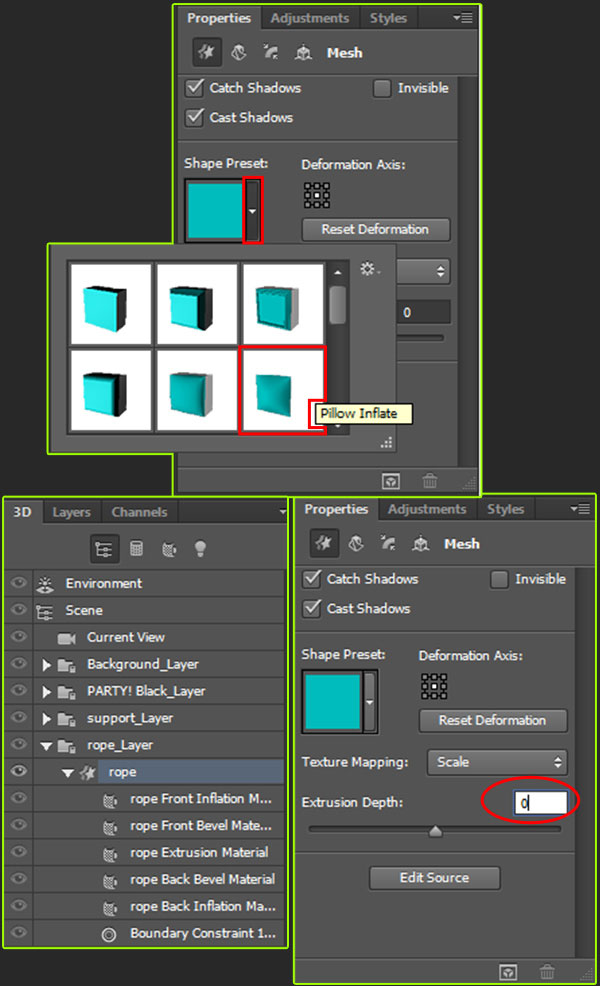 Properties Adjustments Styles
Mesh
Catch Shadows Invisible
Cast Shadows
Shape Preset: Deformation Axis:
Reset Deformation
0
Pillow Inflate
3D Layers Channels
Environment
Scene
Current View
Background_Layer
PARTY! Black_Layer
support_Layer
rope_Layer
rope
rope Front Inflation M...
rope Front Bevel Mate...
rope Extrusion Material
rope Back Bevel Material
rope Back Inflation Ma...
Boundary Constraint 1...
Properties Adjustments Styles
Mesh
Catch Shadows Invisible
Cast Shadows
Shape Preset: Deformation Axis:
Reset Deformation
Texture Mapping: Scale
Extrusion Depth: 0
Edit Source